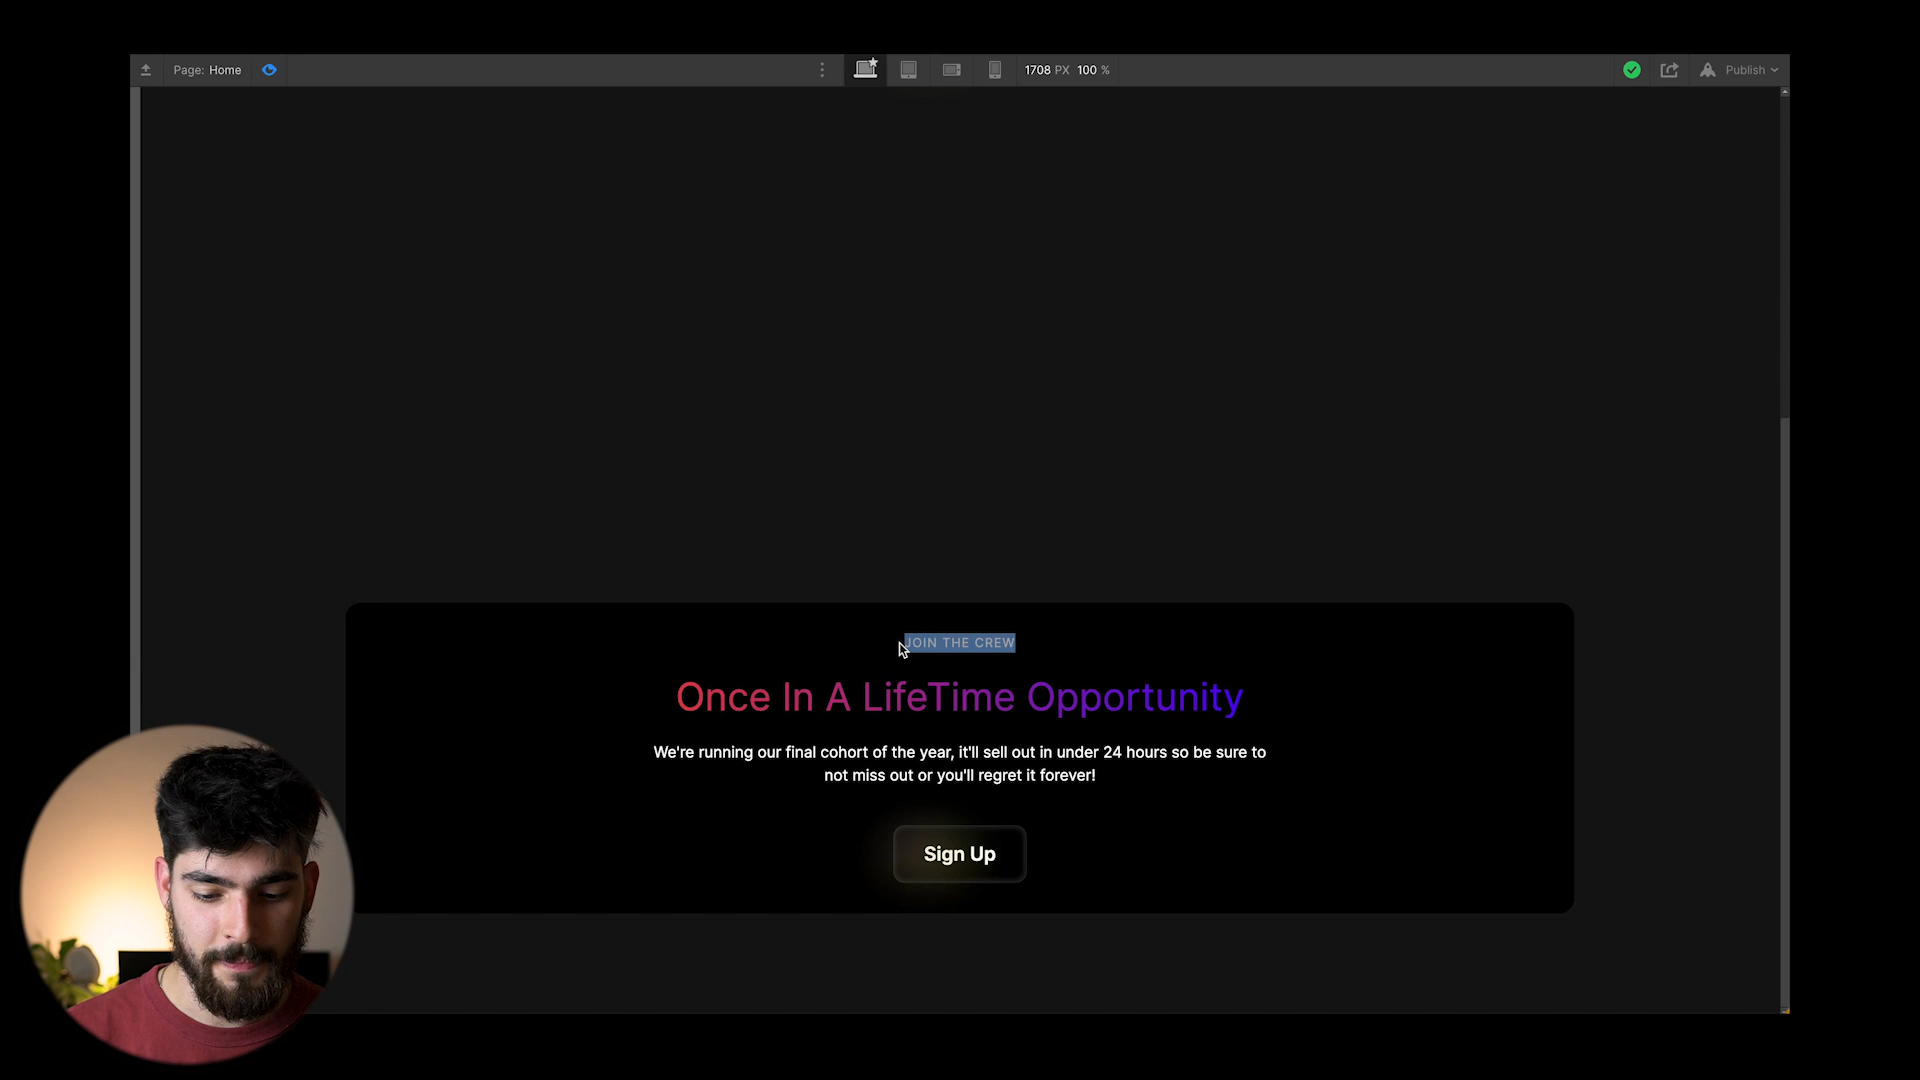 Page: Home
1708 PX 100 %
Publish
JOIN THE CREW
Once In A LifeTime Opportunity
We're running our final cohort of the year, it'll sell out in under 24 hours so be sure to
not miss out or you'll regret it forever!
Sign Up